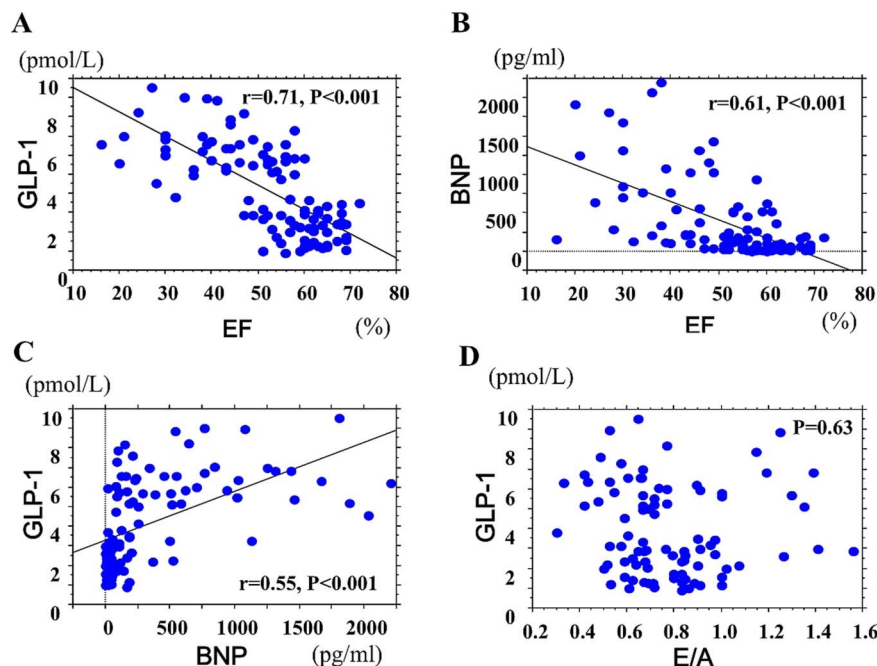 A
(pmol/L)
GLP-1
10
8
6
4
2
0
r=0.71, P<0.001
10 20 30 40 50 60 70 80
EF (%)
B
(pg/ml)
BNP
2000
1500
1000
500
0
r=0.61, P<0.001
10 20 30 40 50 60 70 80
EF (%)
C
(pmol/L)
GLP-1
10
8
6
4
2
0
r=0.55, P<0.001
0 500 1000 1500 2000
BNP (pg/ml)
D
(pmol/L)
GLP-1
10
8
6
4
2
0
P=0.63
0.2 0.4 0.6 0.8 1.0 1.2 1.4 1.6
E/A